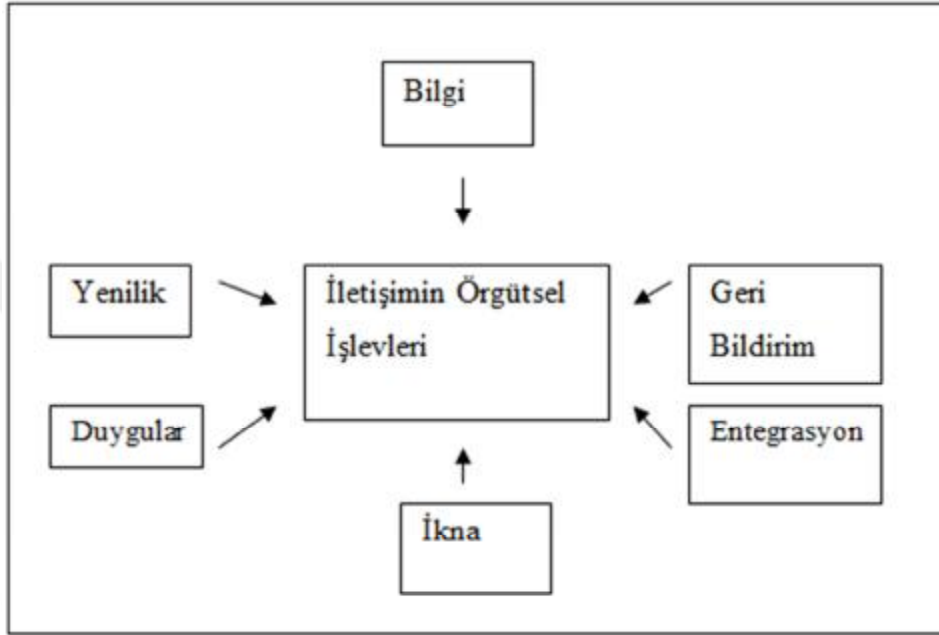 Bilgi
Yenilik
İletişimin Örgütsel
İşlevleri
Geri
Bildirim
Duygular
Entegrasyon
İkna